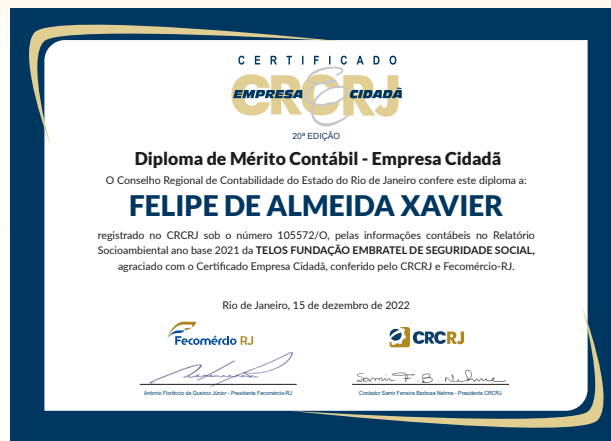 CERTIFICADO
CRCRJ
EMPRESA CIDADÃ
20ª EDIÇÃO
Diploma de Mérito Contábil - Empresa Cidadã
O Conselho Regional de Contabilidade do Estado do Rio de Janeiro confere este diploma a:
FELIPE DE ALMEIDA XAVIER
registrado no CRCRJ sob o número 105572/O, pelas informações contábeis no Relatório
Socioambiental ano base 2021 da TELOS FUNDAÇÃO EMBRATEL DE SEGURIDADE SOCIAL,
agraciado com o Certificado Empresa Cidadã, conferido pelo CRCRJ e Fecomércio-RJ.
Rio de Janeiro, 15 de dezembro de 2022
Fecomércio RJ
CRCRJ
Samir F. B. Nehme
Antonio Florêncio de Queiroz Júnior - Presidente Fecomércio-RJ
Contador Samir Ferreira Barbosa Nehme - Presidente CRCRJ